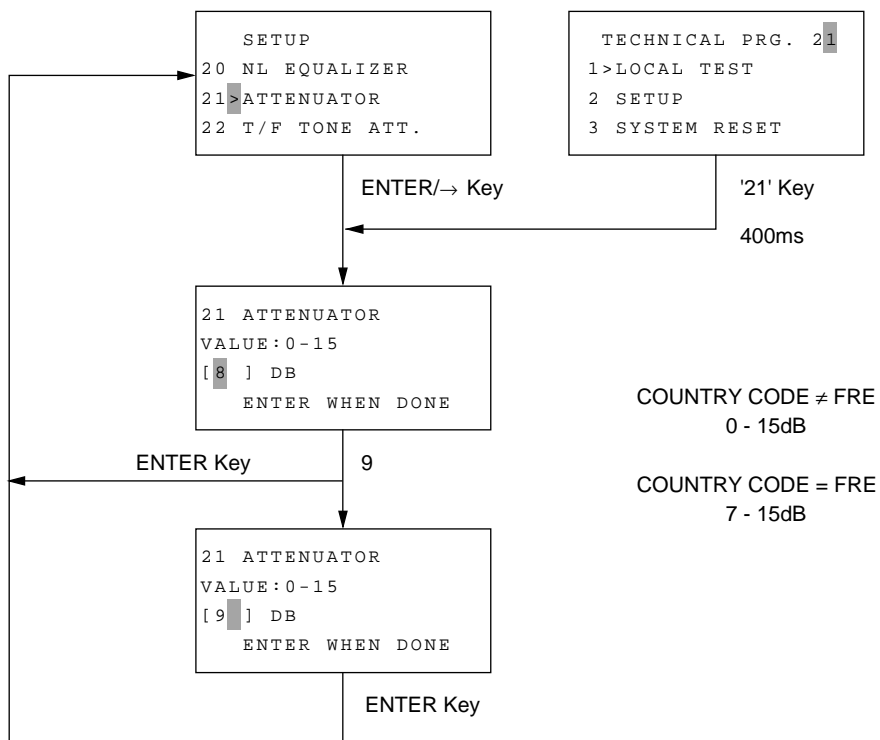 SETUP
20 NL EQUALIZER
21>ATTENUATOR
22 T/F TONE ATT.
TECHNICAL PRG. 21
1>LOCAL TEST
2 SETUP
3 SYSTEM RESET
ENTER/→ Key
'21' Key
400ms
21 ATTENUATOR
VALUE:0-15
[8 ] DB
ENTER WHEN DONE
COUNTRY CODE ≠ FRE
0 - 15dB
ENTER Key
9
COUNTRY CODE = FRE
7 - 15dB
21 ATTENUATOR
VALUE:0-15
[9 ] DB
ENTER WHEN DONE
ENTER Key